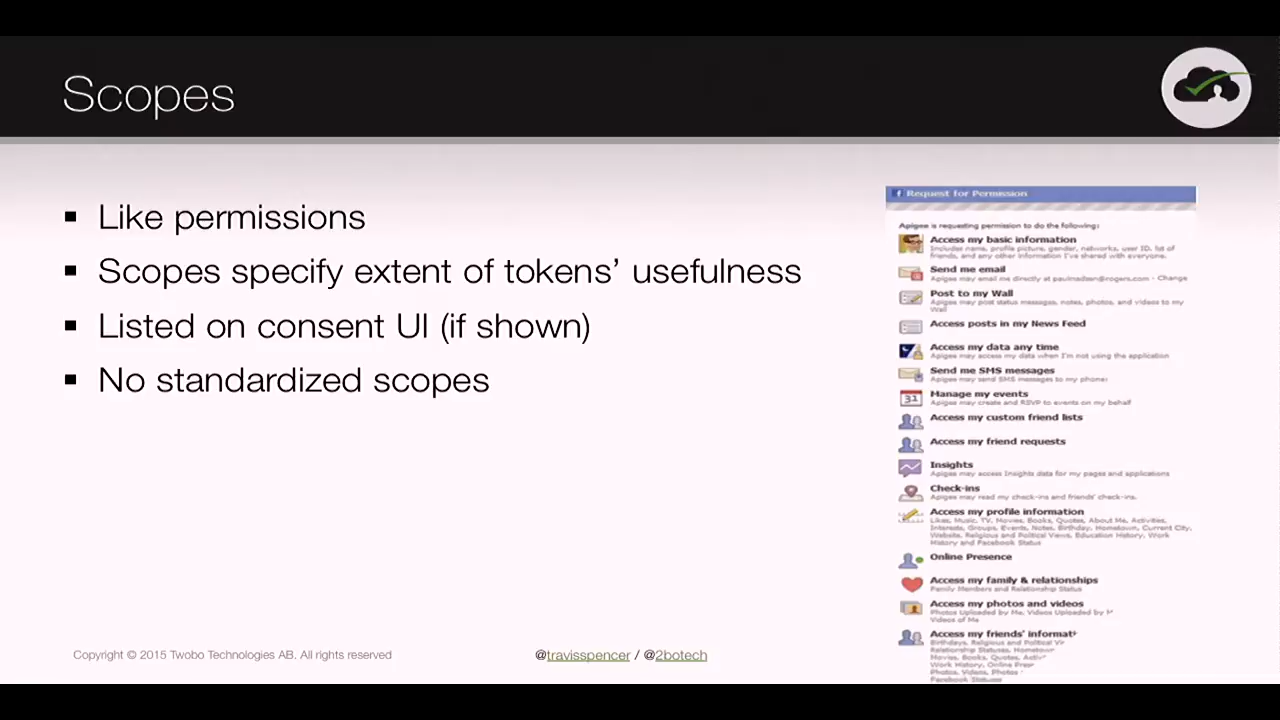 Scopes
Like permissions
Scopes specify extent of tokens’ usefulness
Listed on consent UI (if shown)
No standardized scopes
Request for Permission
Apigee is requesting permission to do the following:
Access my basic information
Includes name, profile picture, gender, networks, user ID, list of
friends, and any other information I've shared with everyone.
Send me email
Apigee may email me directly at paulmadsen@rogers.com · Change
Post to my Wall
Apigee may post status messages, notes, photos, and videos to my
Wall
Access posts in my News Feed
Access my data any time
Apigee may access my data when I'm not using the application
Send me SMS messages
Apigee may send SMS messages to my phone:
31
Manage my events
Apigee may create and RSVP to events on my behalf
Access my custom friend lists
Access my friend requests
Insights
Apigee may access Insights data for my pages and applications
Check-ins
Apigee may read my check-ins and friends' check-ins.
Access my profile information
Likes, Music, TV, Movies, Books, Quotes, About Me, Activities,
Interests, Groups, Events, Notes, Birthday, Hometown, Current City,
Website, Religious and Political Views, Education History, Work
History and Facebook Status
Online Presence
Access my family & relationships
Family Members and Relationship Status
Access my photos and videos
Photos Uploaded by Me, Videos Uploaded by
Videos of Me
Access my friends'
Birthdays, Religious and Political
Relationship Statuses, Hometown
Movies, Books, Quotes,
Work History, Online
Photos, Videos, Photos
Facebook Statuses
Copyright © 2015 Twobo Technologies AB. All rights reserved
@travisspencer / @2botech